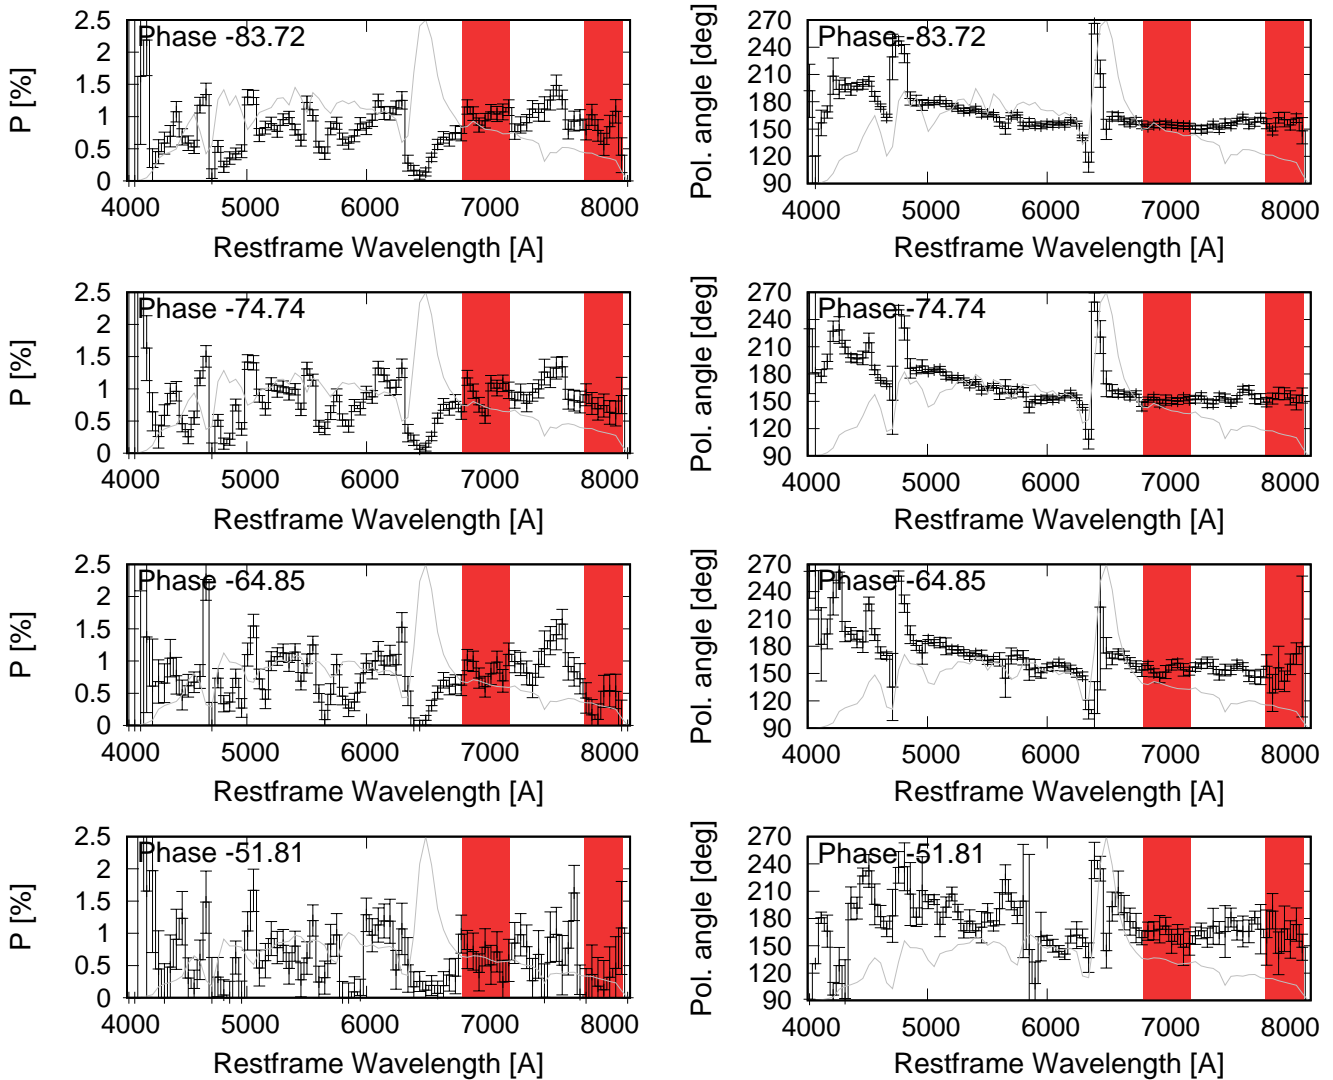 Phase -83.72
P [%]
2.5
2
1.5
1
0.5
0
4000 5000 6000 7000 8000
Restframe Wavelength [A]
Phase -83.72
Pol. angle [deg]
270
240
210
180
150
120
90
4000 5000 6000 7000 8000
Restframe Wavelength [A]
Phase -74.74
P [%]
2.5
2
1.5
1
0.5
0
4000 5000 6000 7000 8000
Restframe Wavelength [A]
Phase -74.74
Pol. angle [deg]
270
240
210
180
150
120
90
4000 5000 6000 7000 8000
Restframe Wavelength [A]
Phase -64.85
P [%]
2.5
2
1.5
1
0.5
0
4000 5000 6000 7000 8000
Restframe Wavelength [A]
Phase -64.85
Pol. angle [deg]
270
240
210
180
150
120
90
4000 5000 6000 7000 8000
Restframe Wavelength [A]
Phase -51.81
P [%]
2.5
2
1.5
1
0.5
0
4000 5000 6000 7000 8000
Restframe Wavelength [A]
Phase -51.81
Pol. angle [deg]
270
240
210
180
150
120
90
4000 5000 6000 7000 8000
Restframe Wavelength [A]